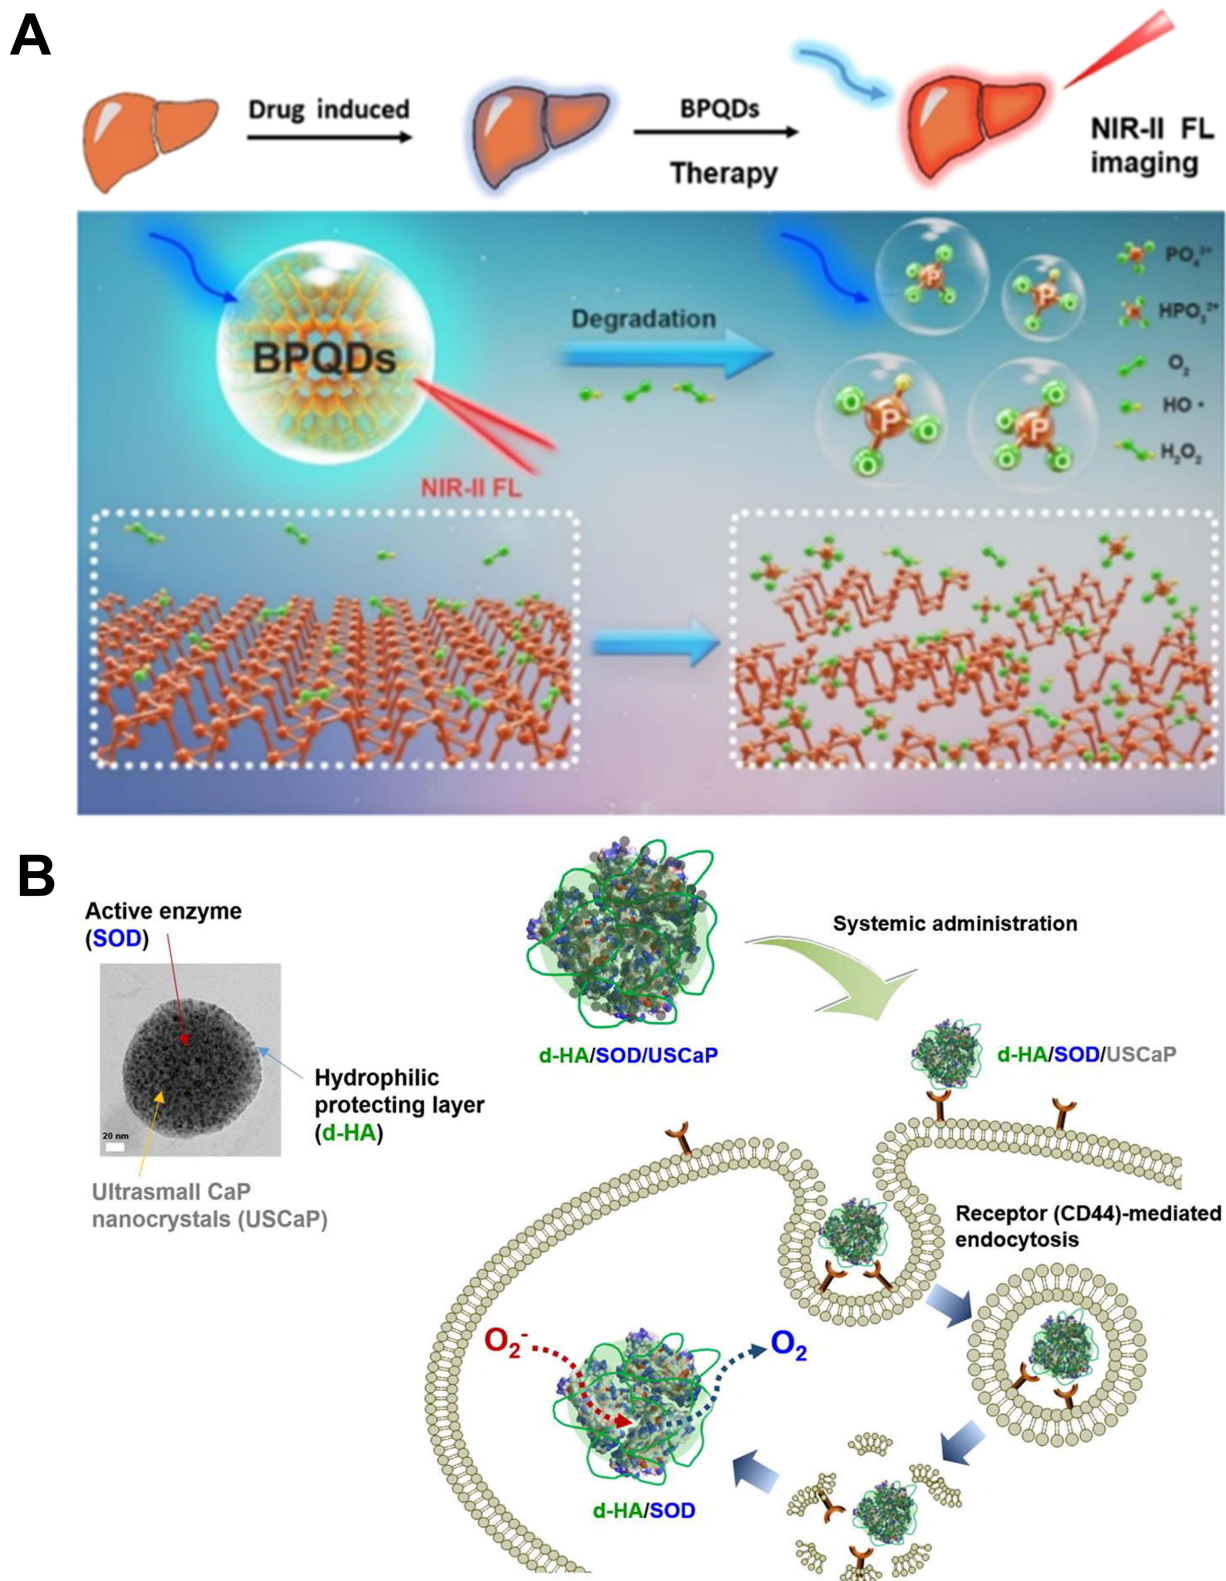 A
Drug induced
BPQDs
Therapy
NIR-II FL
imaging
BPQDs
NIR-II FL
Degradation
P
P
P
O
O
O
P
O
O
O
O
PO₄³⁺
HPO₃²⁺
O₂
HO •
H₂O₂
B
Active enzyme
(SOD)
20 nm
Hydrophilic
protecting layer
(d-HA)
Ultrasmall CaP
nanocrystals (USCaP)
d-HA/SOD/USCaP
Systemic administration
d-HA/SOD/USCaP
Receptor (CD44)-mediated
endocytosis
O₂⁻
O₂
d-HA/SOD